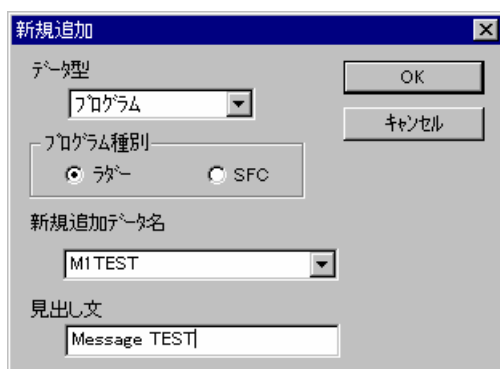 新規追加
ﾃﾞｰﾀ型
ﾌﾟﾛｸﾞﾗﾑ
OK
ｷｬﾝｾﾙ
ﾌﾟﾛｸﾞﾗﾑ種別
ﾗﾀﾞｰ SFC
新規追加ﾃﾞｰﾀ名
M1TEST
見出し文
Message TEST